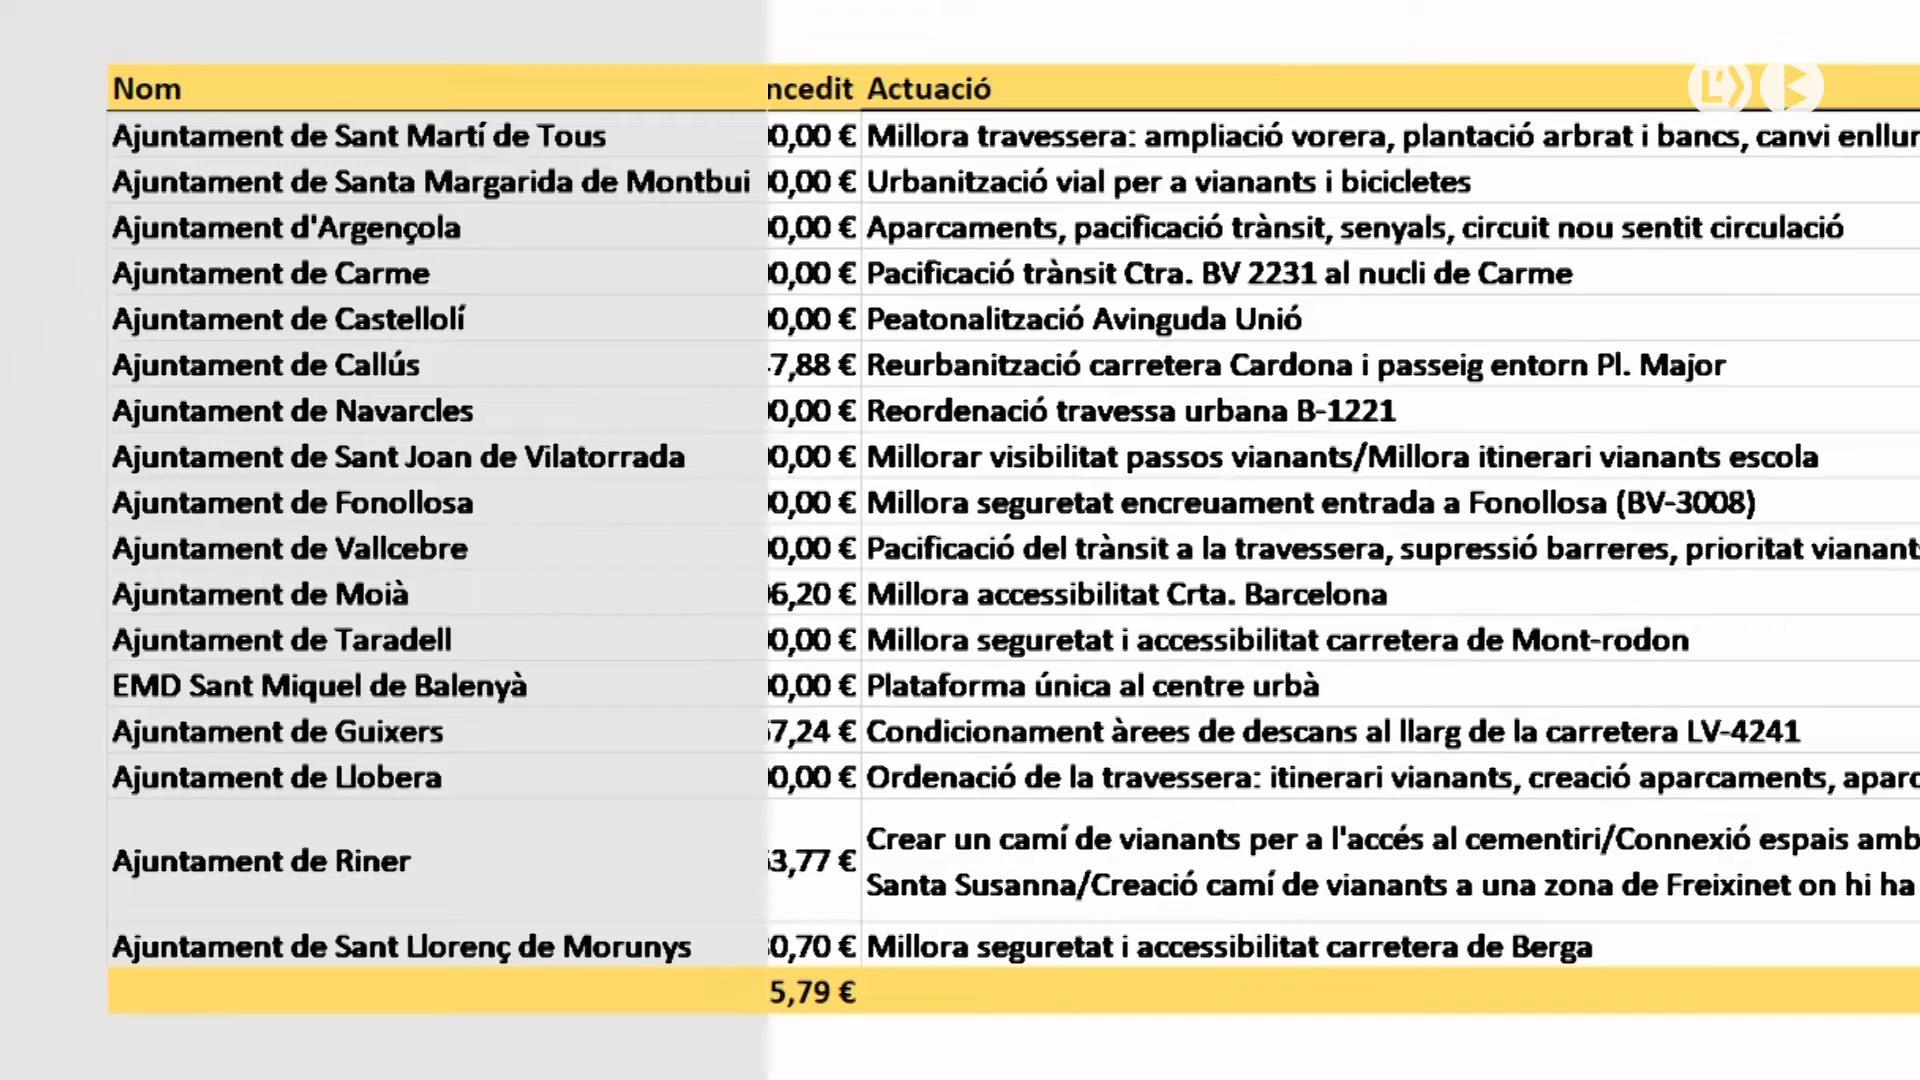 Nom ncedit Actuació
Ajuntament de Sant Martí de Tous 0,00 € Millora travessera: ampliació vorera, plantació arbrat i bancs, canvi enllur
Ajuntament de Santa Margarida de Montbui 0,00 € Urbanització vial per a vianants i bicicletes
Ajuntament d'Argençola 0,00 € Aparcaments, pacificació trànsit, senyals, circuit nou sentit circulació
Ajuntament de Carme 0,00 € Pacificació trànsit Ctra. BV 2231 al nucli de Carme
Ajuntament de Castellolí 0,00 € Peatonalització Avinguda Unió
Ajuntament de Callús 7,88 € Reurbanització carretera Cardona i passeig entorn Pl. Major
Ajuntament de Navarcles 0,00 € Reordenació travessa urbana B-1221
Ajuntament de Sant Joan de Vilatorrada 0,00 € Millorar visibilitat passos vianants/Millora itinerari vianants escola
Ajuntament de Fonollosa 0,00 € Millora seguretat encreuament entrada a Fonollosa (BV-3008)
Ajuntament de Vallcebre 0,00 € Pacificació del trànsit a la travessera, supressió barreres, prioritat vianants
Ajuntament de Moià 6,20 € Millora accessibilitat Crta. Barcelona
Ajuntament de Taradell 0,00 € Millora seguretat i accessibilitat carretera de Mont-rodon
EMD Sant Miquel de Balenyà 0,00 € Plataforma única al centre urbà
Ajuntament de Guixers 7,24 € Condicionament àrees de descans al llarg de la carretera LV-4241
Ajuntament de Llobera 0,00 € Ordenació de la travessera: itinerari vianants, creació aparcaments, aparc
Ajuntament de Riner 3,77 € Crear un camí de vianants per a l'accés al cementiri/Connexió espais amb
Santa Susanna/Creació camí de vianants a una zona de Freixinet on hi ha
Ajuntament de Sant Llorenç de Morunys 0,70 € Millora seguretat i accessibilitat carretera de Berga
5,79 €